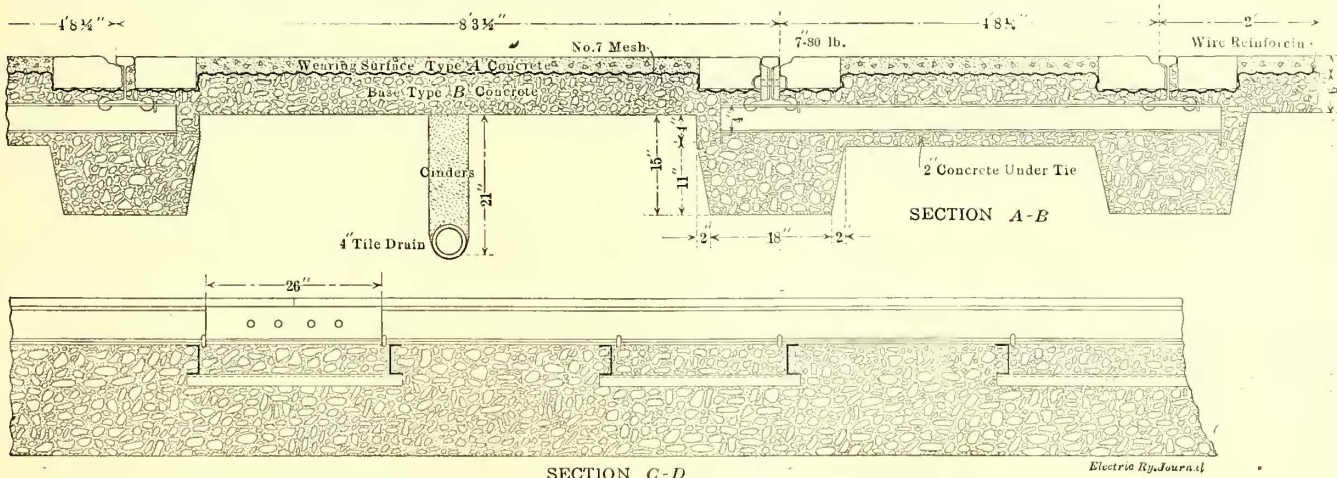 4'8¼"
8'3½"
4'8¼"
2'
No.7 Mesh
7"-80 lb.
Wire Reinforcin
Wearing Surface Type A Concrete
Base Type B Concrete
4"
4"
15"
11"
Cinders
21"
2" Concrete Under Tie
SECTION A-B
4" Tile Drain
2"
18"
2"
26"
SECTION C-D
Electric Ry. Journal